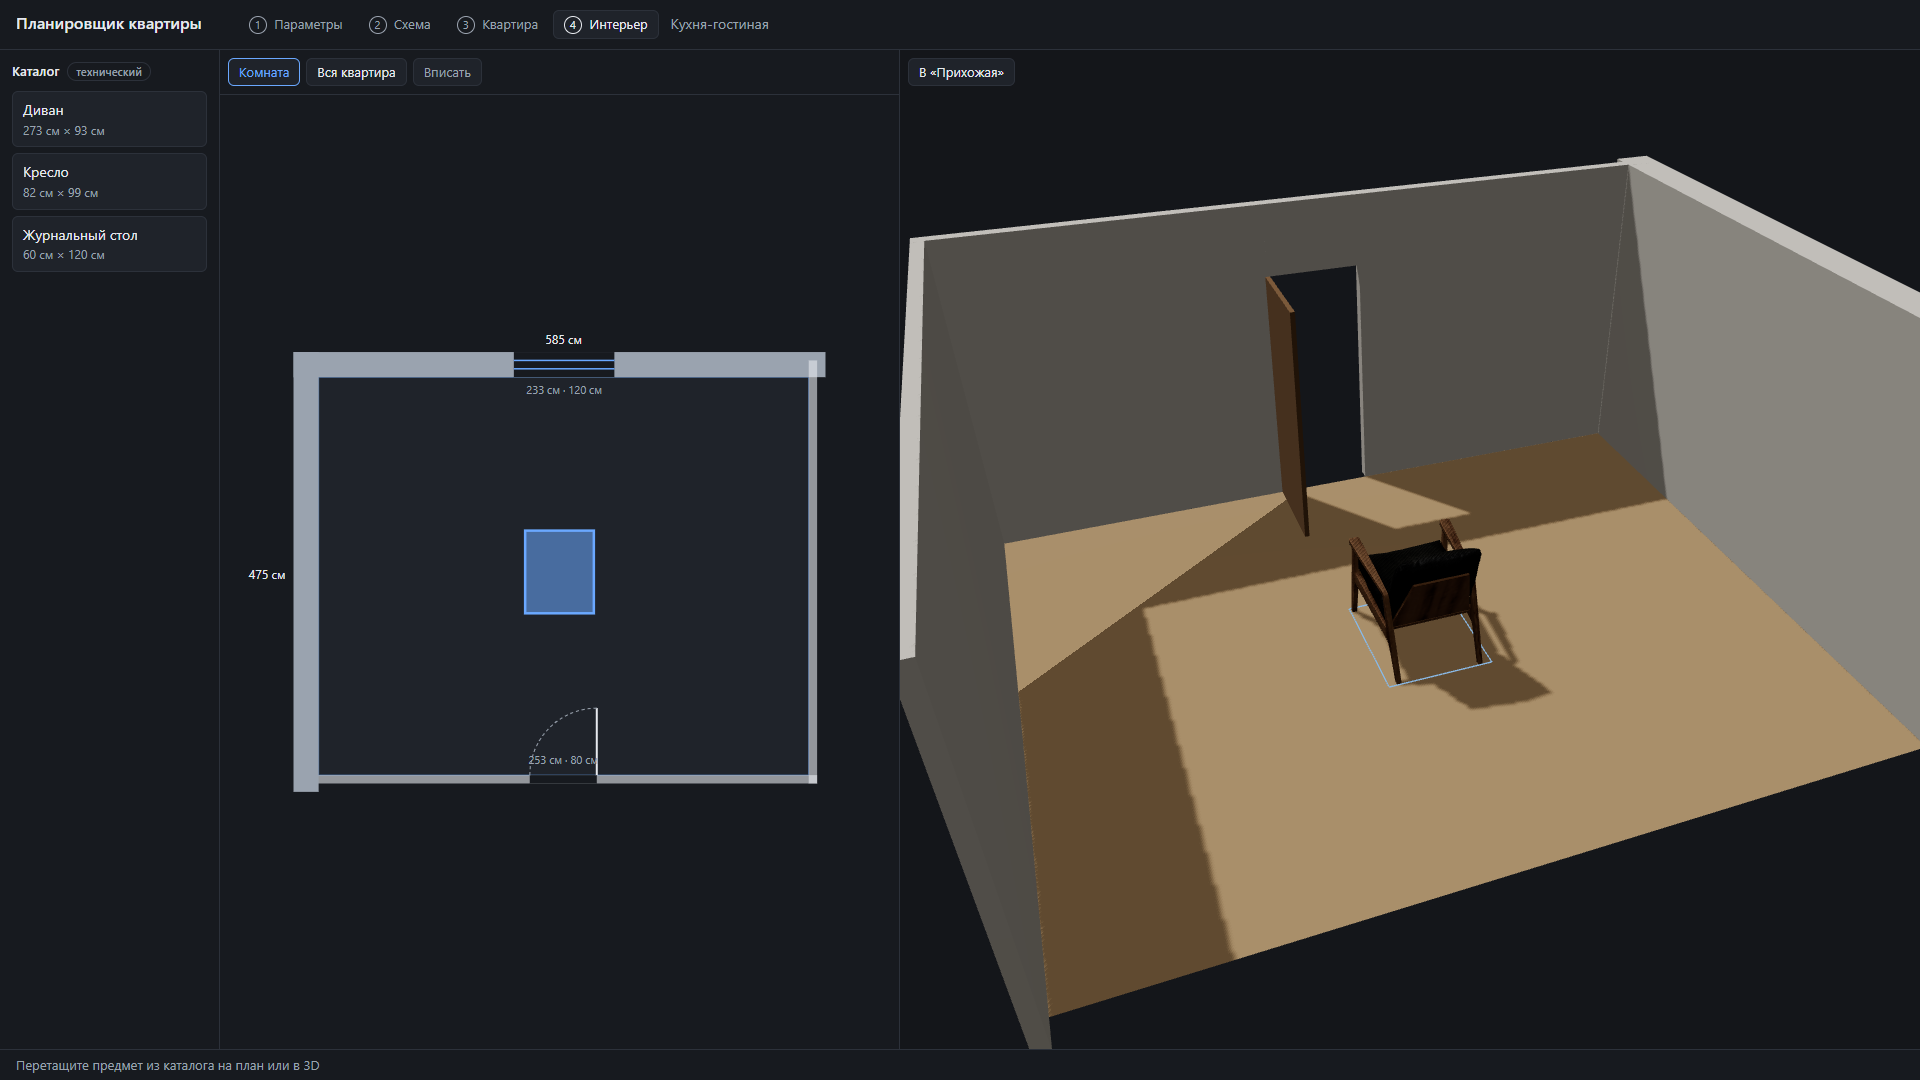 Планировщик квартиры
1 Параметры
2 Схема
3 Квартира
4 Интерьер
Кухня-гостиная
Каталог
технический
Диван
273 см × 93 см
Кресло
82 см × 99 см
Журнальный стол
60 см × 120 см
Комната
Вся квартира
Вписать
В «Прихожая»
585 см
233 см · 120 см
475 см
253 см · 80 см
Перетащите предмет из каталога на план или в 3D